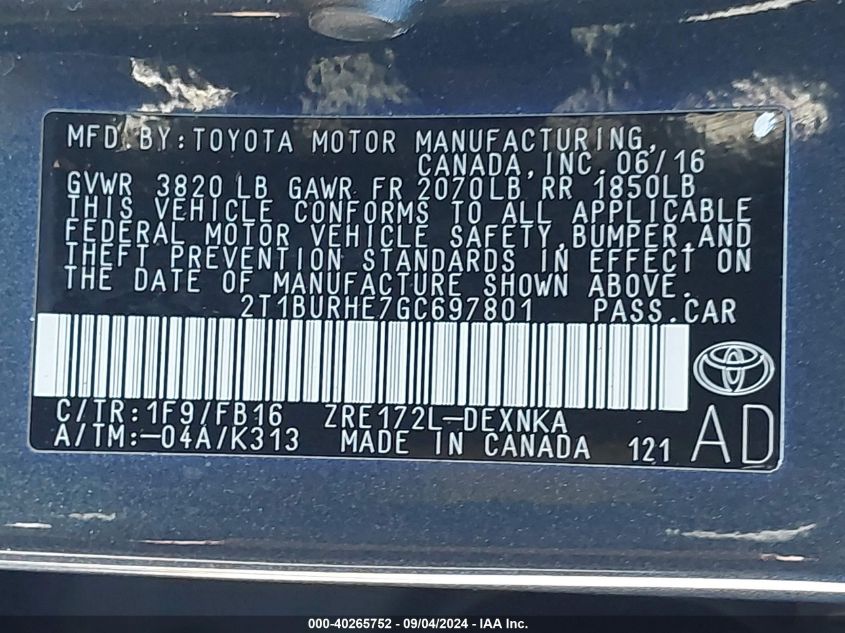 MFD.BY:TOYOTA MOTOR MANUFACTURING,
CANADA,INC.06/16
GVWR 3820 LB GAWR FR 2070LB RR 1850LB
THIS VEHICLE CONFORMS TO ALL APPLICABLE
FEDERAL MOTOR VEHICLE SAFETY,BUMPER,AND
THEFT PREVENTION STANDARDS IN EFFECT ON
THE DATE OF MANUFACTURE SHOWN ABOVE.
2T1BURHE7GC697801 PASS.CAR
C/TR:1F9/FB16 ZRE172L-DEXNKA
A/TM:-04A/K313 MADE IN CANADA 121 AD
000-40265752 - 09/04/2024 - IAA Inc.